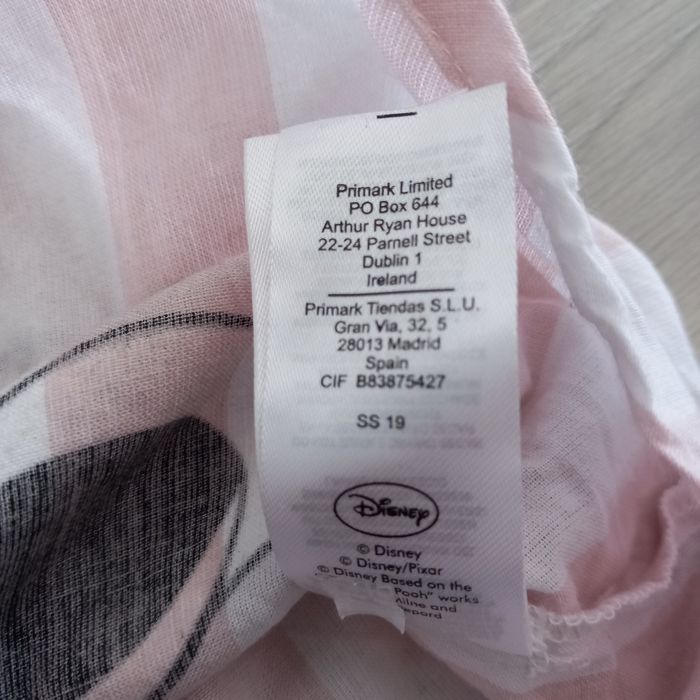 Primark Limited
PO Box 644
Arthur Ryan House
22-24 Parnell Street
Dublin 1
Ireland
Primark Tiendas S.L.U.
Gran Via, 32, 5
28013 Madrid
Spain
CIF B83875427
SS 19
Disney
© Disney
© Disney/Pixar
© Disney Based on the
Pooh" works
Milne and